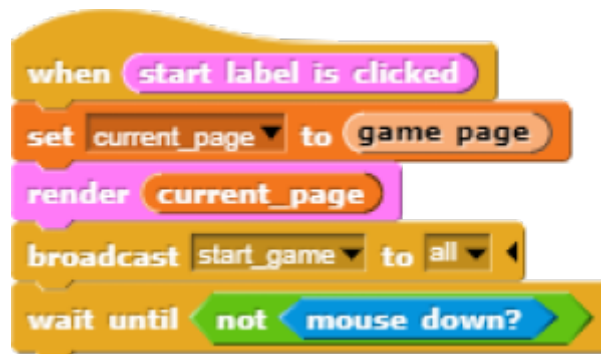 when start label is clicked
set current_page to game page
render current_page
broadcast start_game to all
wait until not mouse down?